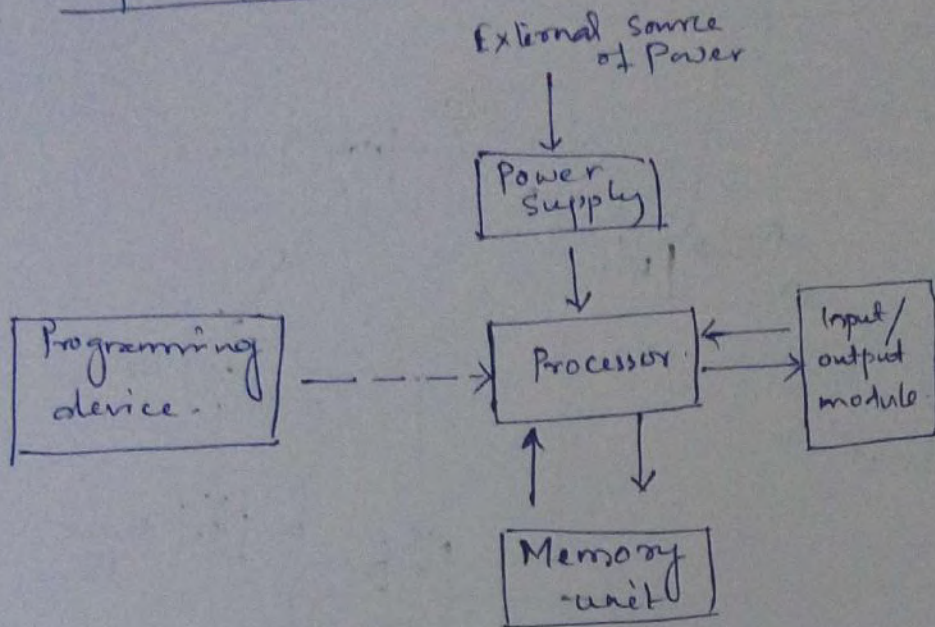 External source
of Power
Power
Supply
Programming
device.
Processor.
Input/
output
module.
Memory
-unit